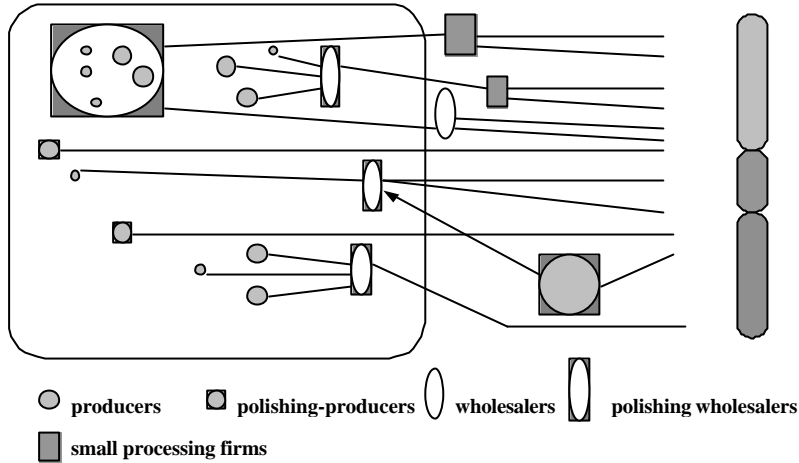 producers
polishing-producers
wholesalers
polishing wholesalers
small processing firms